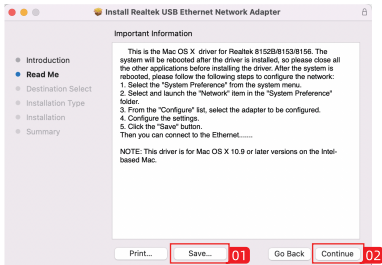 Install Realtek USB Ethernet Network Adapter
Important Information
Introduction
Read Me
Destination Select
Installation Type
Installation
Summary
This is the Mac OS X driver for Realtek 8152B/8153/8156. The
system will be rebooted after the driver is installed, so please close all
the other applications before installing the driver. After the system is
rebooted, please follow the following steps to configure the network:
1. Select the "System Preference" from the system menu.
2. Select and launch the "Network" item in the "System Preference"
folder.
3. From the "Configure" list, select the adapter to be configured.
4. Configure the settings.
5. Click the "Save" button.
Then you can connect to the Ethernet.......
NOTE: This driver is for Mac OS X 10.9 or later versions on the Intel-
based Mac.
Print... Save... 01 Go Back Continue 02